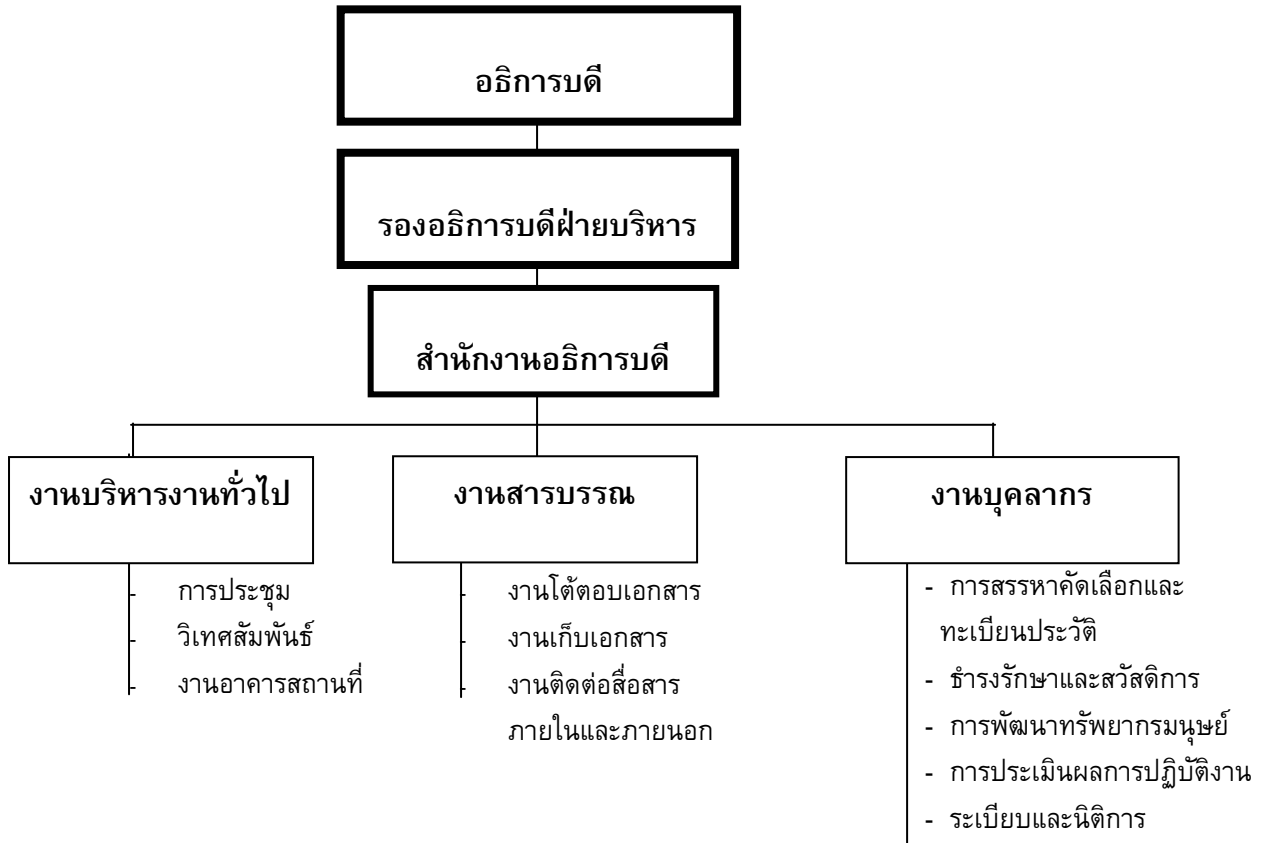 อธิการบดี
รองอธิการบดีฝ่ายบริหาร
สำนักงานอธิการบดี
งานบริหารงานทั่วไป
- การประชุม
- วิเทศสัมพันธ์
- งานอาคารสถานที่
งานสารบรรณ
- งานโต้ตอบเอกสาร
- งานเก็บเอกสาร
- งานติดต่อสื่อสาร
ภายในและภายนอก
งานบุคลากร
- การสรรหาคัดเลือกและ
ทะเบียนประวัติ
- ธำรงรักษาและสวัสดิการ
- การพัฒนาทรัพยากรมนุษย์
- การประเมินผลการปฏิบัติงาน
- ระเบียบและนิติการ